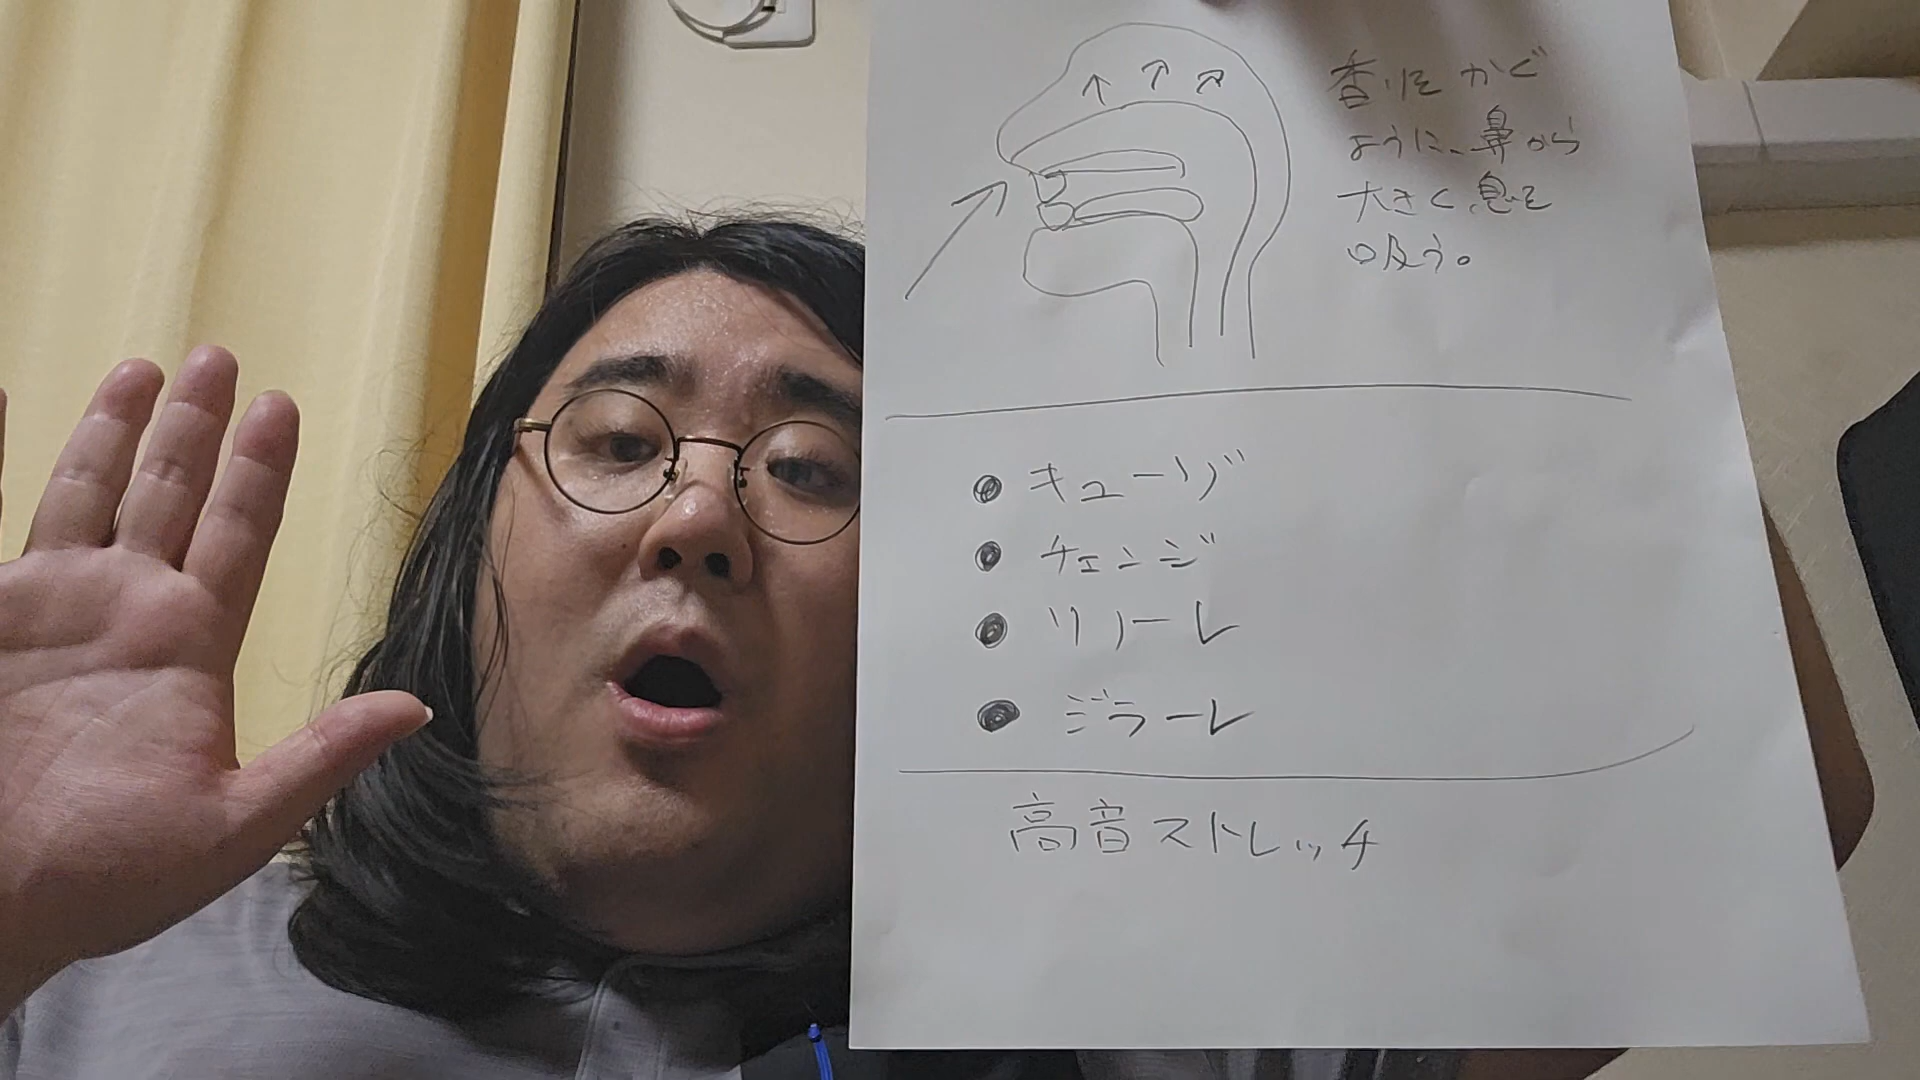 香りをかぐ
ように、鼻から
大きく息を
吸う。
キューゾ
チェンジ
リリーレ
ジラーレ
高音ストレッチ